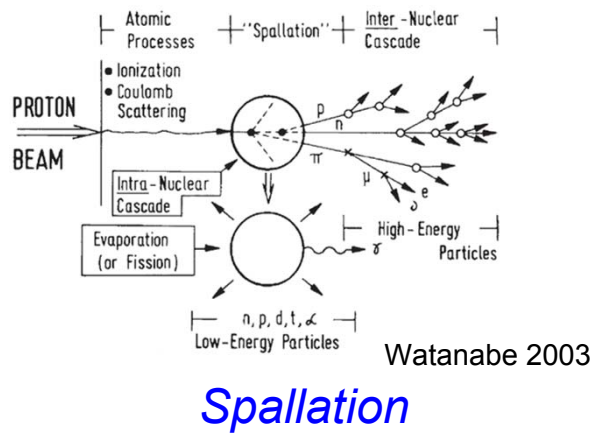 Atomic
Processes
"Spallation"
Inter-Nuclear
Cascade
• Ionization
• Coulomb
Scattering
PROTON
BEAM
p
n
π
μ
e
υ
Intra-Nuclear
Cascade
Evaporation
(or Fission)
γ
High-Energy
Particles
n, p, d, t, α
Low-Energy Particles
Watanabe 2003
Spallation